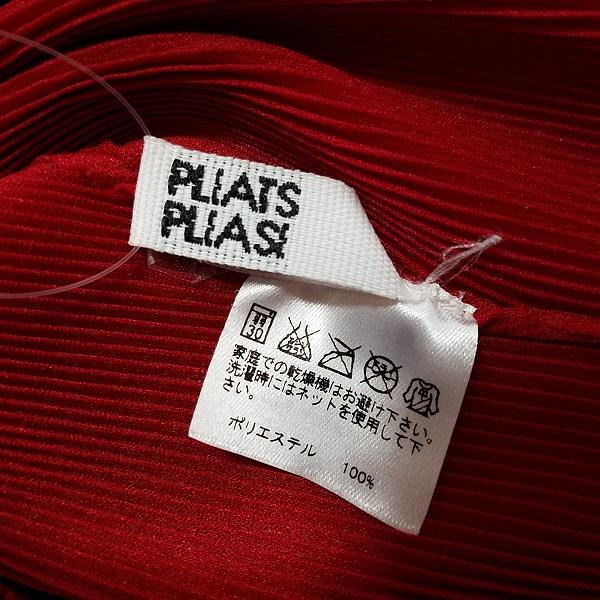 PLEATS
PLEASE
30
家庭での乾燥機はお避け下さい。
洗濯時にはネットを使用して下
さい。
ポリエステル 100%